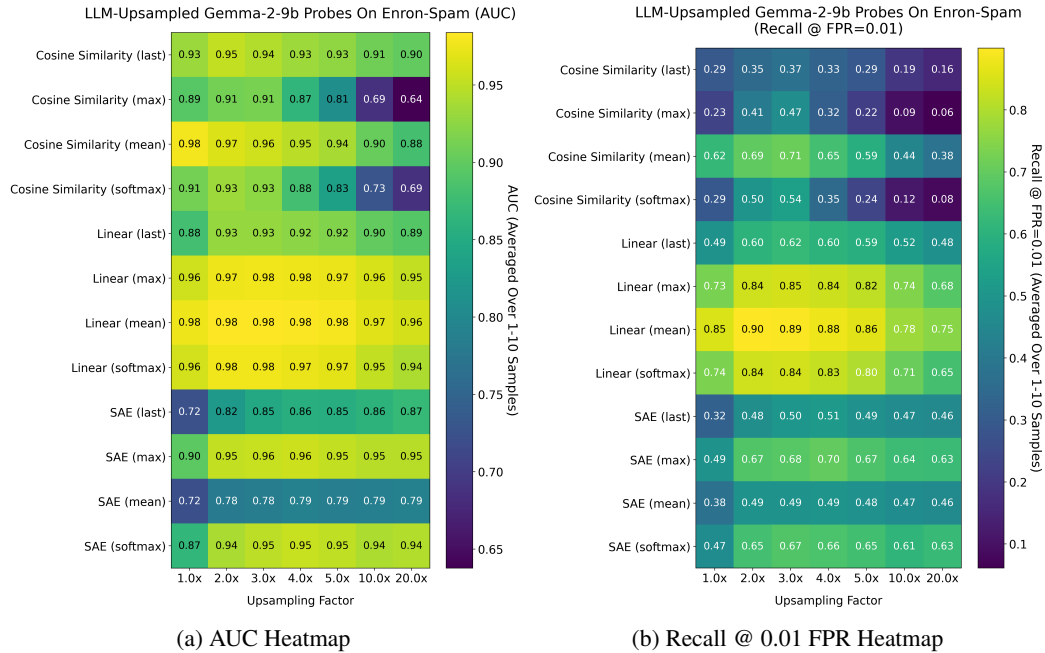 LLM-Upsampled Gemma-2-9b Probes On Enron-Spam (AUC)
Cosine Similarity (last) 0.93 0.95 0.94 0.93 0.93 0.91 0.90
Cosine Similarity (max) 0.89 0.91 0.91 0.87 0.81 0.69 0.64
Cosine Similarity (mean) 0.98 0.97 0.96 0.95 0.94 0.90 0.88
Cosine Similarity (softmax) 0.91 0.93 0.93 0.88 0.83 0.73 0.69
Linear (last) 0.88 0.93 0.93 0.92 0.92 0.90 0.89
Linear (max) 0.96 0.97 0.98 0.98 0.97 0.96 0.95
Linear (mean) 0.98 0.98 0.98 0.98 0.98 0.97 0.96
Linear (softmax) 0.96 0.98 0.98 0.97 0.97 0.95 0.94
SAE (last) 0.72 0.82 0.85 0.86 0.85 0.86 0.87
SAE (max) 0.90 0.95 0.96 0.96 0.95 0.95 0.95
SAE (mean) 0.72 0.78 0.78 0.79 0.79 0.79 0.79
SAE (softmax) 0.87 0.94 0.95 0.95 0.95 0.94 0.94
1.0x 2.0x 3.0x 4.0x 5.0x 10.0x 20.0x
Upsampling Factor
0.95
0.90
0.85
0.80
0.75
0.70
0.65
AUC (Averaged Over 1-10 Samples)
(a) AUC Heatmap
LLM-Upsampled Gemma-2-9b Probes On Enron-Spam
(Recall @ FPR=0.01)
Cosine Similarity (last) 0.29 0.35 0.37 0.33 0.29 0.19 0.16
Cosine Similarity (max) 0.23 0.41 0.47 0.32 0.22 0.09 0.06
Cosine Similarity (mean) 0.62 0.69 0.71 0.65 0.59 0.44 0.38
Cosine Similarity (softmax) 0.29 0.50 0.54 0.35 0.24 0.12 0.08
Linear (last) 0.49 0.60 0.62 0.60 0.59 0.52 0.48
Linear (max) 0.73 0.84 0.85 0.84 0.82 0.74 0.68
Linear (mean) 0.85 0.90 0.89 0.88 0.86 0.78 0.75
Linear (softmax) 0.74 0.84 0.84 0.83 0.80 0.71 0.65
SAE (last) 0.32 0.48 0.50 0.51 0.49 0.47 0.46
SAE (max) 0.49 0.67 0.68 0.70 0.67 0.64 0.63
SAE (mean) 0.38 0.49 0.49 0.49 0.48 0.47 0.46
SAE (softmax) 0.47 0.65 0.67 0.66 0.65 0.61 0.63
1.0x 2.0x 3.0x 4.0x 5.0x 10.0x 20.0x
Upsampling Factor
0.8
0.7
0.6
0.5
0.4
0.3
0.2
0.1
Recall @ FPR=0.01 (Averaged Over 1-10 Samples)
(b) Recall @ 0.01 FPR Heatmap